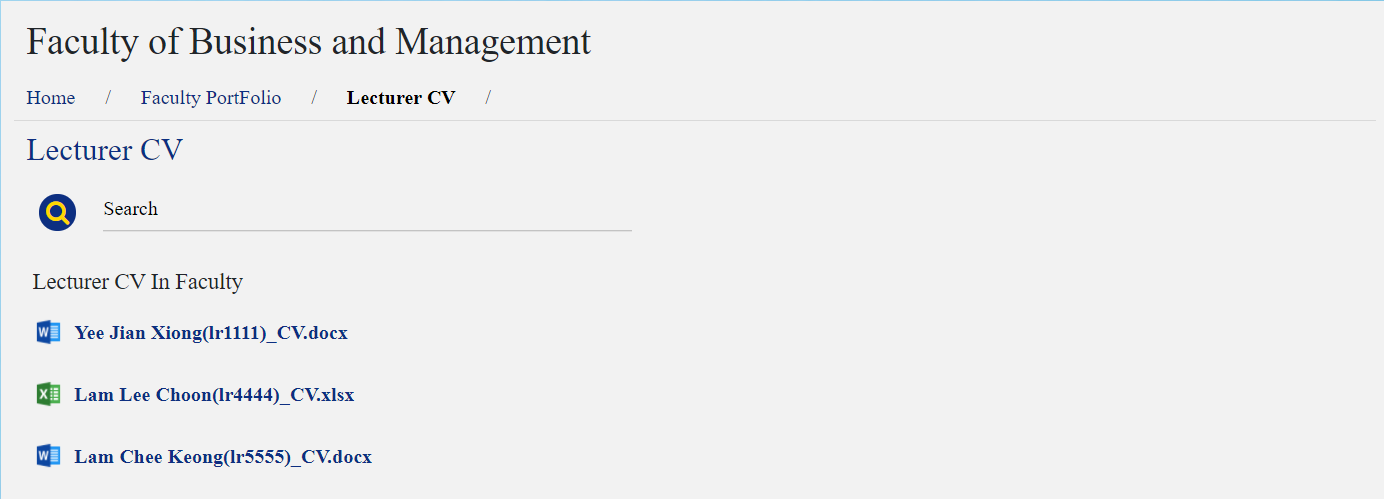 Faculty of Business and Management
Home / Faculty PortFolio / Lecturer CV /
Lecturer CV
Search
Lecturer CV In Faculty
Yee Jian Xiong(lr1111)_CV.docx
Lam Lee Choon(lr4444)_CV.xlsx
Lam Chee Keong(lr5555)_CV.docx